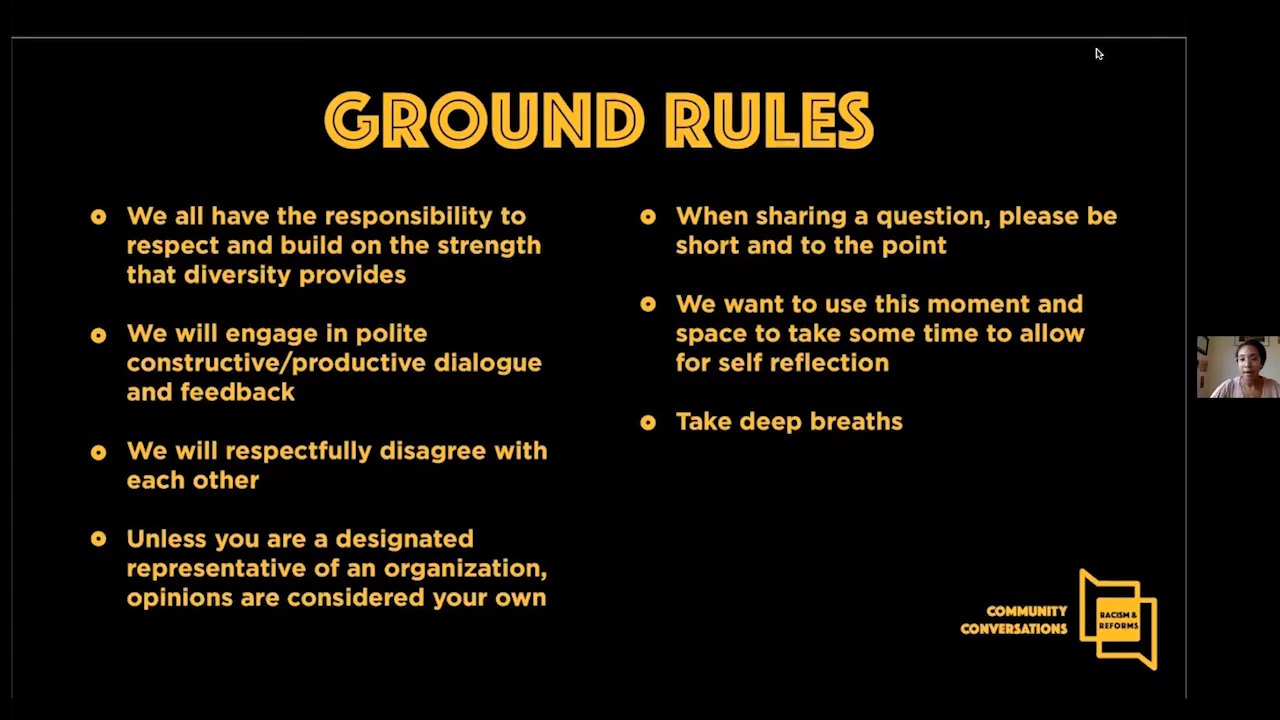 GROUND RULES
We all have the responsibility to
respect and build on the strength
that diversity provides
We will engage in polite
constructive/productive dialogue
and feedback
We will respectfully disagree with
each other
Unless you are a designated
representative of an organization,
opinions are considered your own
When sharing a question, please be
short and to the point
We want to use this moment and
space to take some time to allow
for self reflection
Take deep breaths
COMMUNITY
CONVERSATIONS
RACISM &
REFORMS